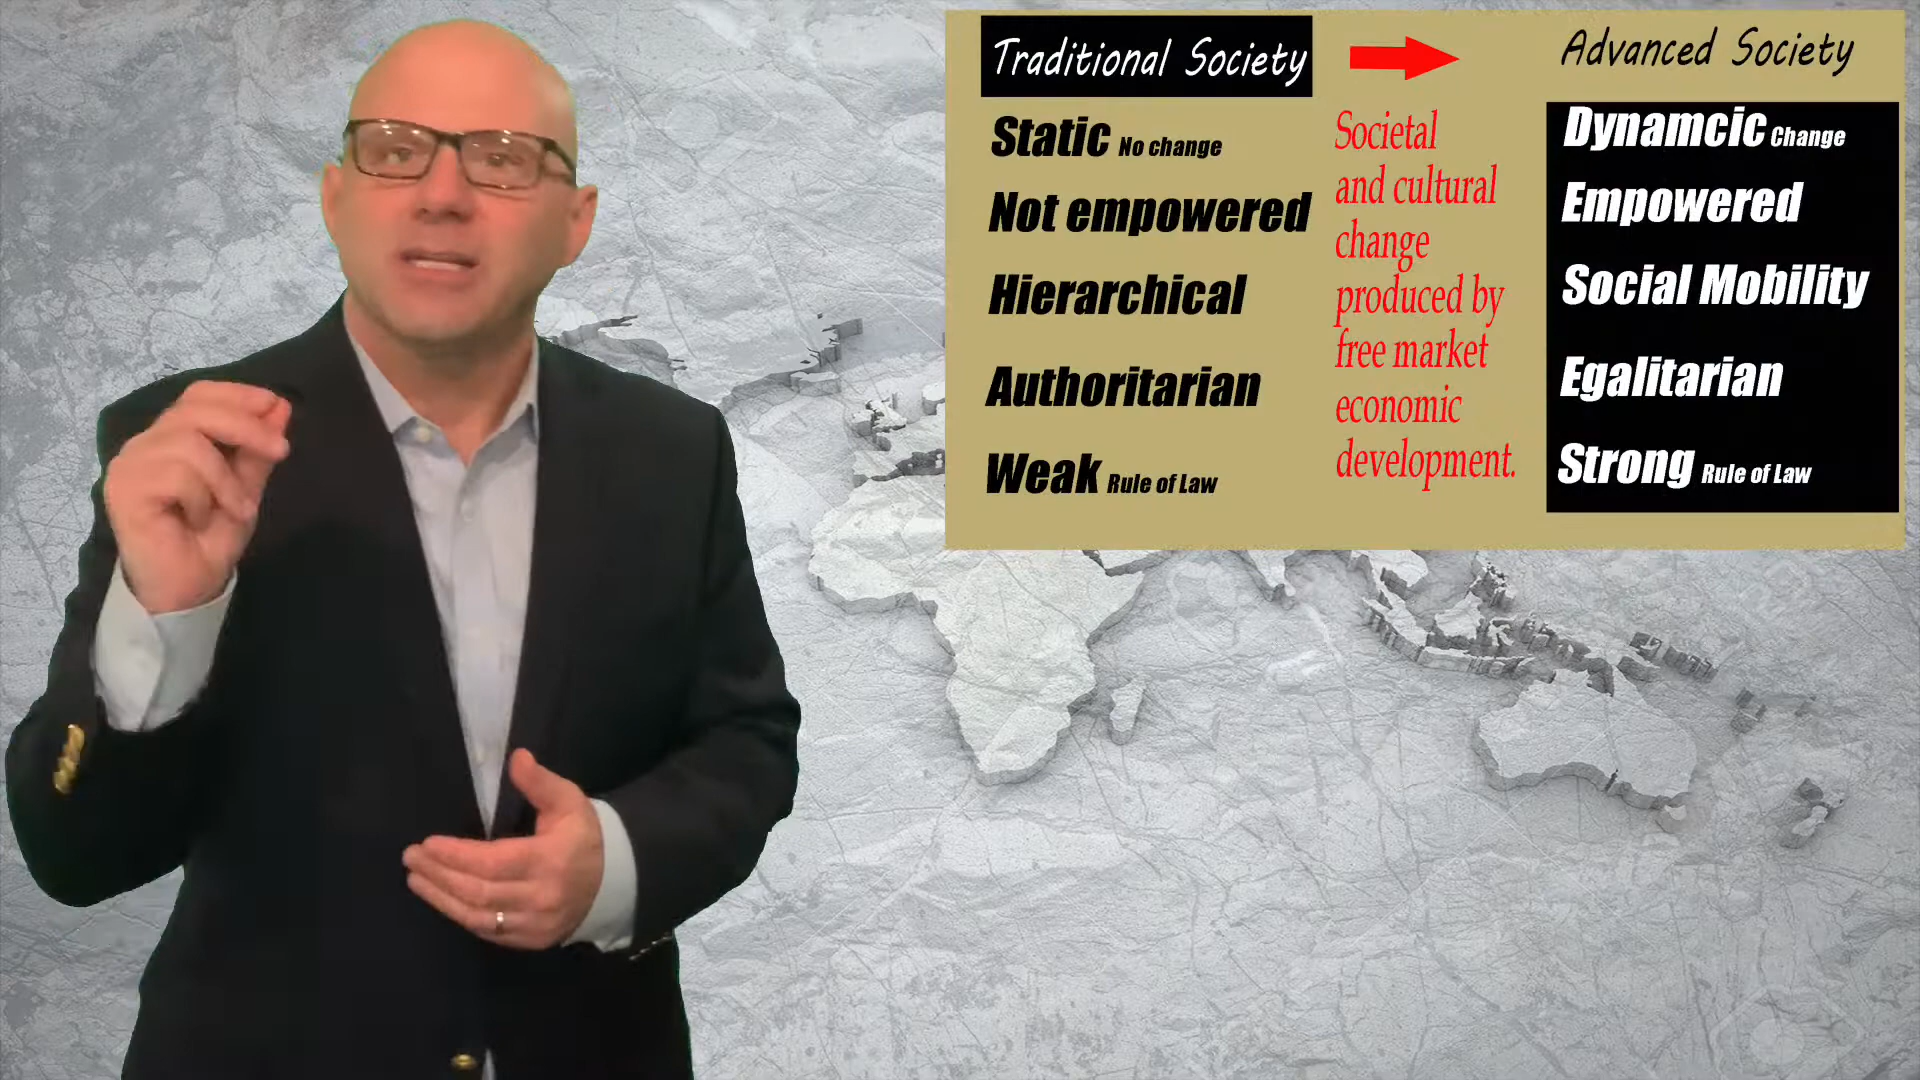 Traditional Society
Static No change
Not empowered
Hierarchical
Authoritarian
Weak Rule of Law
Societal
and cultural
change
produced by
free market
economic
development.
Advanced Society
Dynamcic Change
Empowered
Social Mobility
Egalitarian
Strong Rule of Law